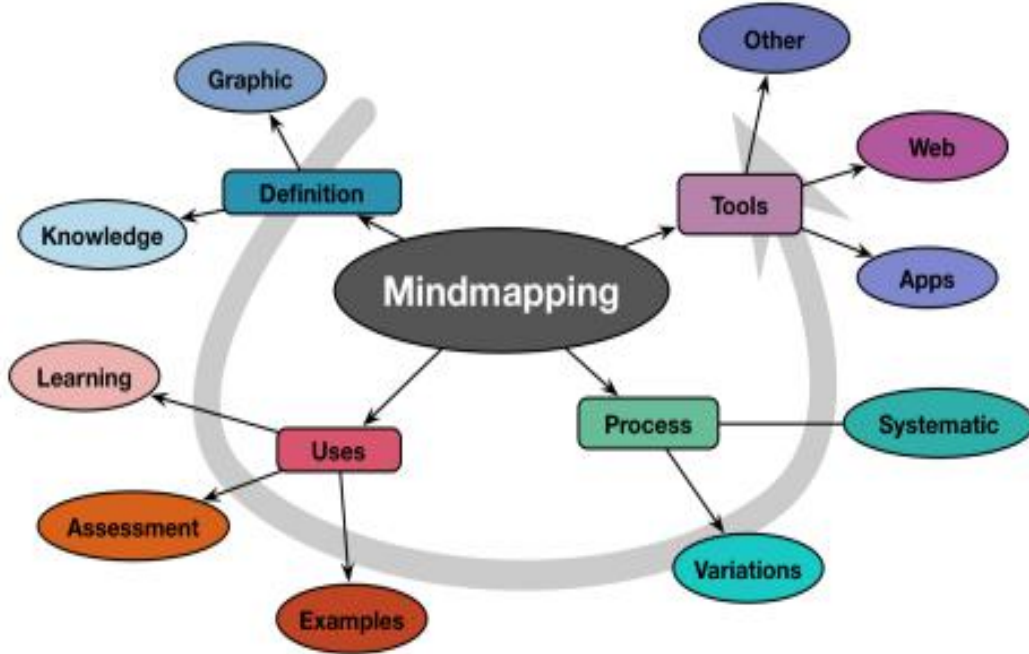 Mindmapping
Definition
Graphic
Knowledge
Uses
Learning
Assessment
Examples
Process
Variations
Systematic
Tools
Apps
Web
Other